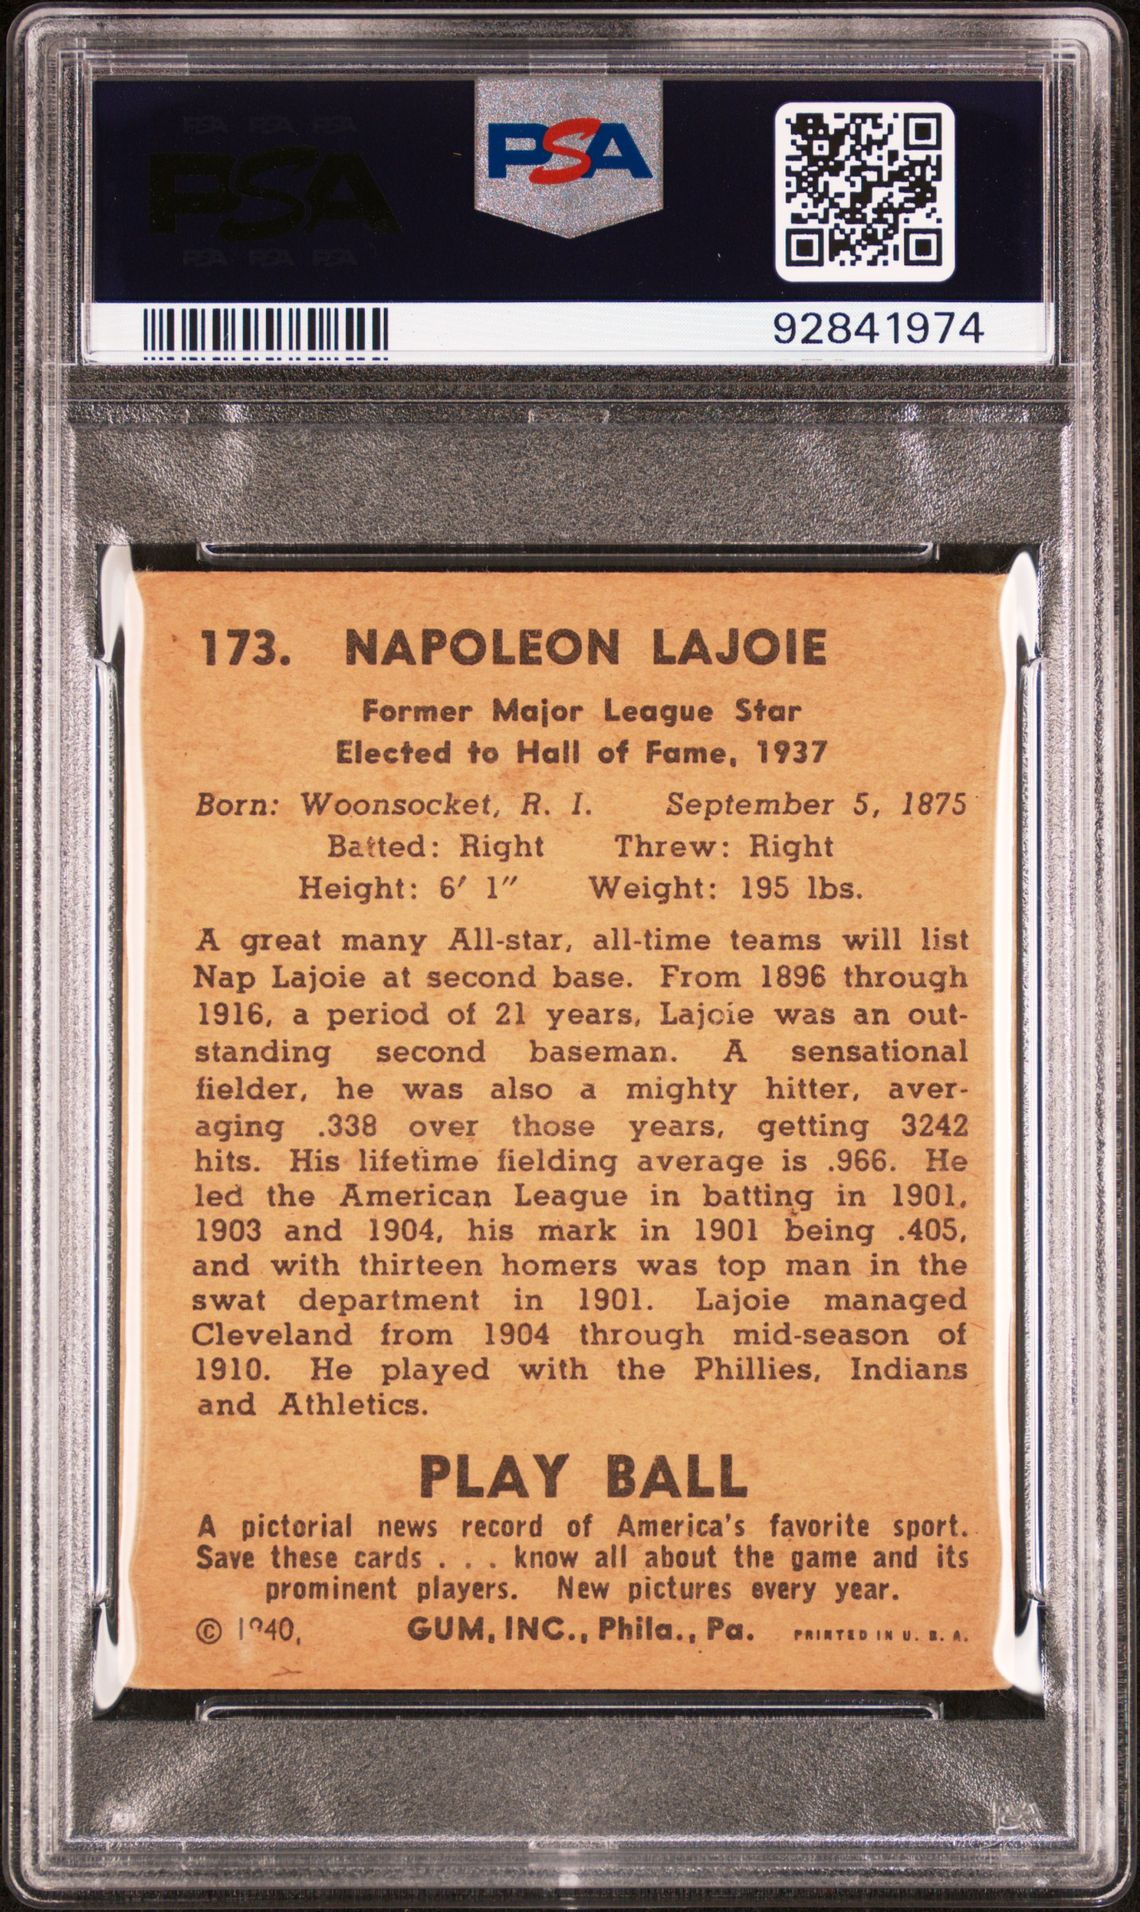 PSA PSA PSA
PSA
PSA PSA PSA
PSA
92841974
173. NAPOLEON LAJOIE
Former Major League Star
Elected to Hall of Fame, 1937
Born: Woonsocket, R. I. September 5, 1875
Batted: Right Threw: Right
Height: 6′ 1″ Weight: 195 lbs.
A great many All-star, all-time teams will list
Nap Lajoie at second base. From 1896 through
1916, a period of 21 years, Lajoie was an out-
standing second baseman. A sensational
fielder, he was also a mighty hitter, aver-
aging .338 over those years, getting 3242
hits. His lifetime fielding average is .966. He
led the American League in batting in 1901,
1903 and 1904, his mark in 1901 being .405,
and with thirteen homers was top man in the
swat department in 1901. Lajoie managed
Cleveland from 1904 through mid-season of
1910. He played with the Phillies, Indians
and Athletics.
PLAY BALL
A pictorial news record of America's favorite sport.
Save these cards . . . know all about the game and its
prominent players. New pictures every year.
© 1940, GUM, INC., Phila., Pa. PRINTED IN U. S. A.
PSA